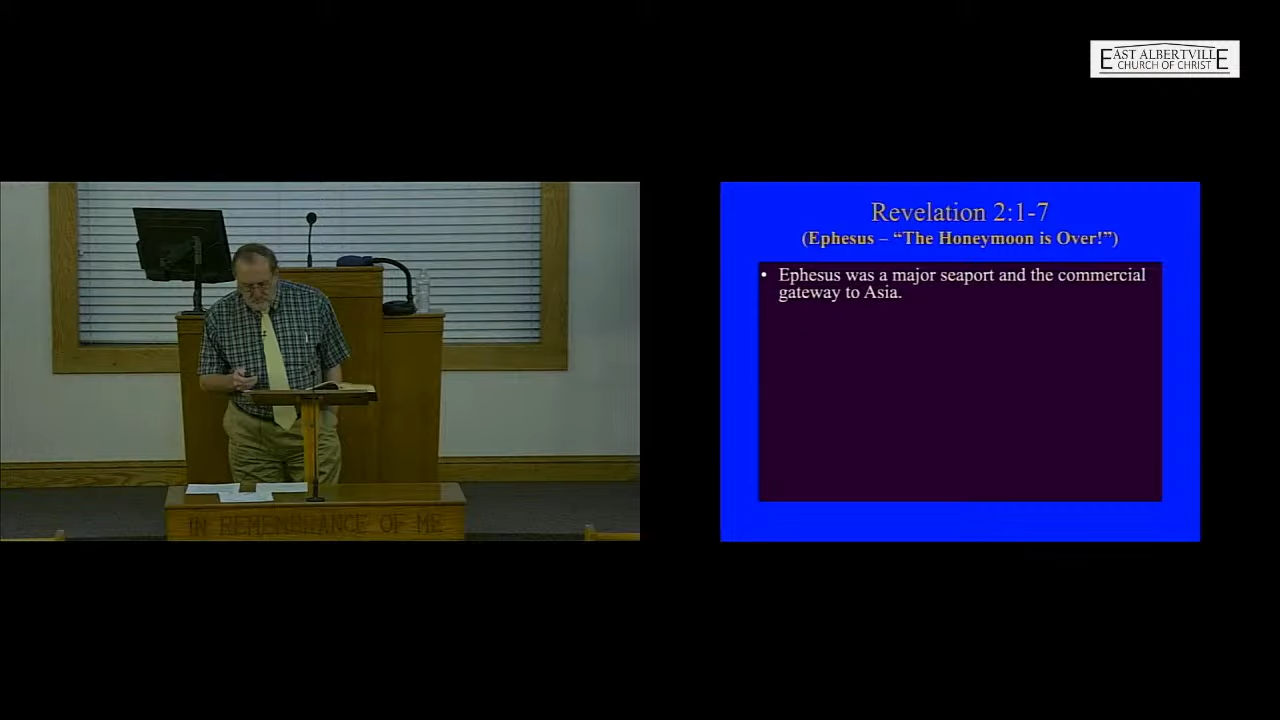 EAST ALBERTVILLE
CHURCH OF CHRIST
Revelation 2:1-7
(Ephesus – “The Honeymoon is Over!”)
• Ephesus was a major seaport and the commercial
gateway to Asia.
IN REMEMBRANCE OF ME